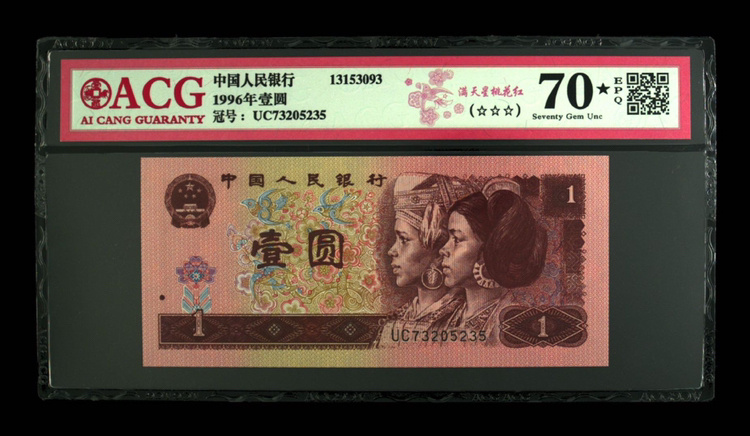 ACG
AI CANG GUARANTY
中国人民银行 13153093
1996年壹圆
冠号: UC73205235
满天星桃花红
(☆☆☆)
70★
Seventy Gem Unc
EPQ
中国人民银行
1
壹圆
1
UC73205235
1